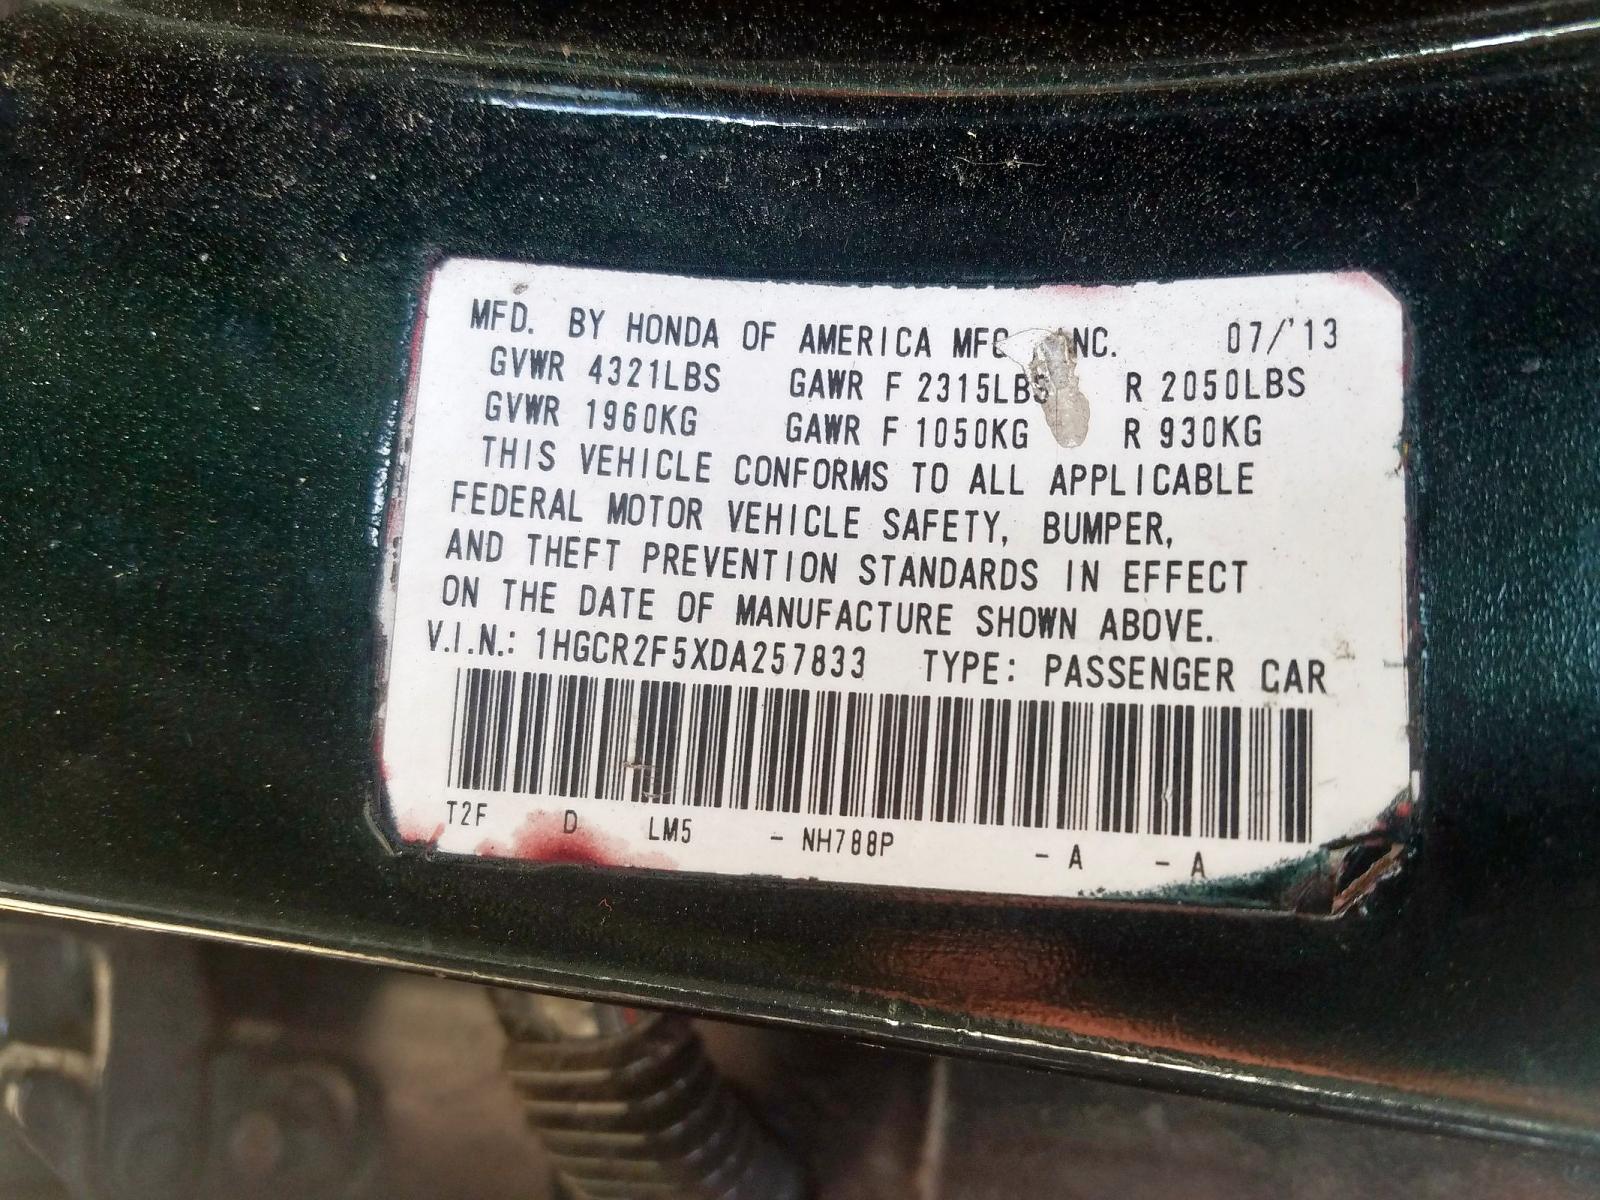 MFD. BY HONDA OF AMERICA MFG INC. 07/'13
GVWR 4321LBS GAWR F 2315LBS R 2050LBS
GVWR 1960KG GAWR F 1050KG R 930KG
THIS VEHICLE CONFORMS TO ALL APPLICABLE
FEDERAL MOTOR VEHICLE SAFETY, BUMPER,
AND THEFT PREVENTION STANDARDS IN EFFECT
ON THE DATE OF MANUFACTURE SHOWN ABOVE.
V.I.N.: 1HGCR2F5XDA257833 TYPE: PASSENGER CAR
T2F D LM5 - NH788P - A - A